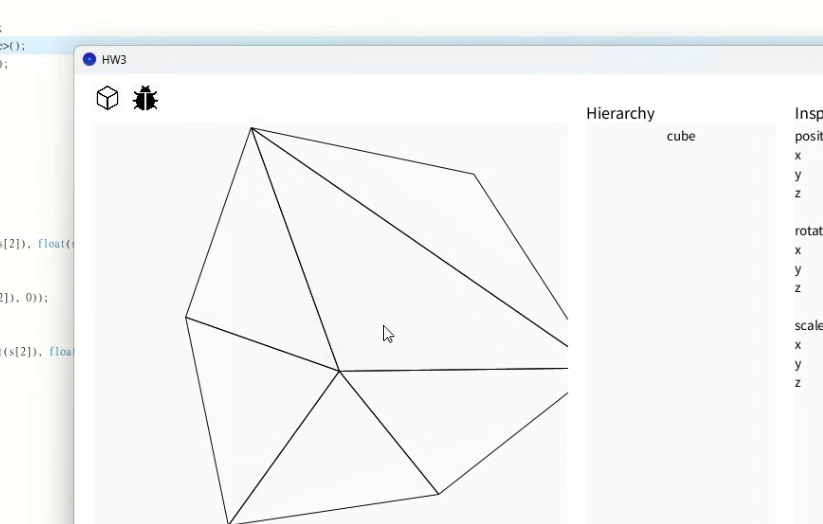 ;
e>();
);
HW3
Hierarchy
cube
Insp
posit
x
y
z
rotat
x
y
z
scale
x
y
z
s[2]), float(s
2]), 0));
t(s[2]), float